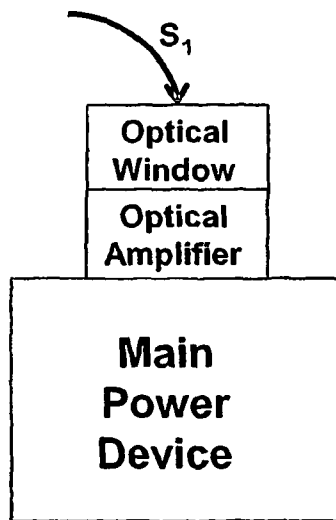 S1
Optical
Window
Optical
Amplifier
Main
Power
Device